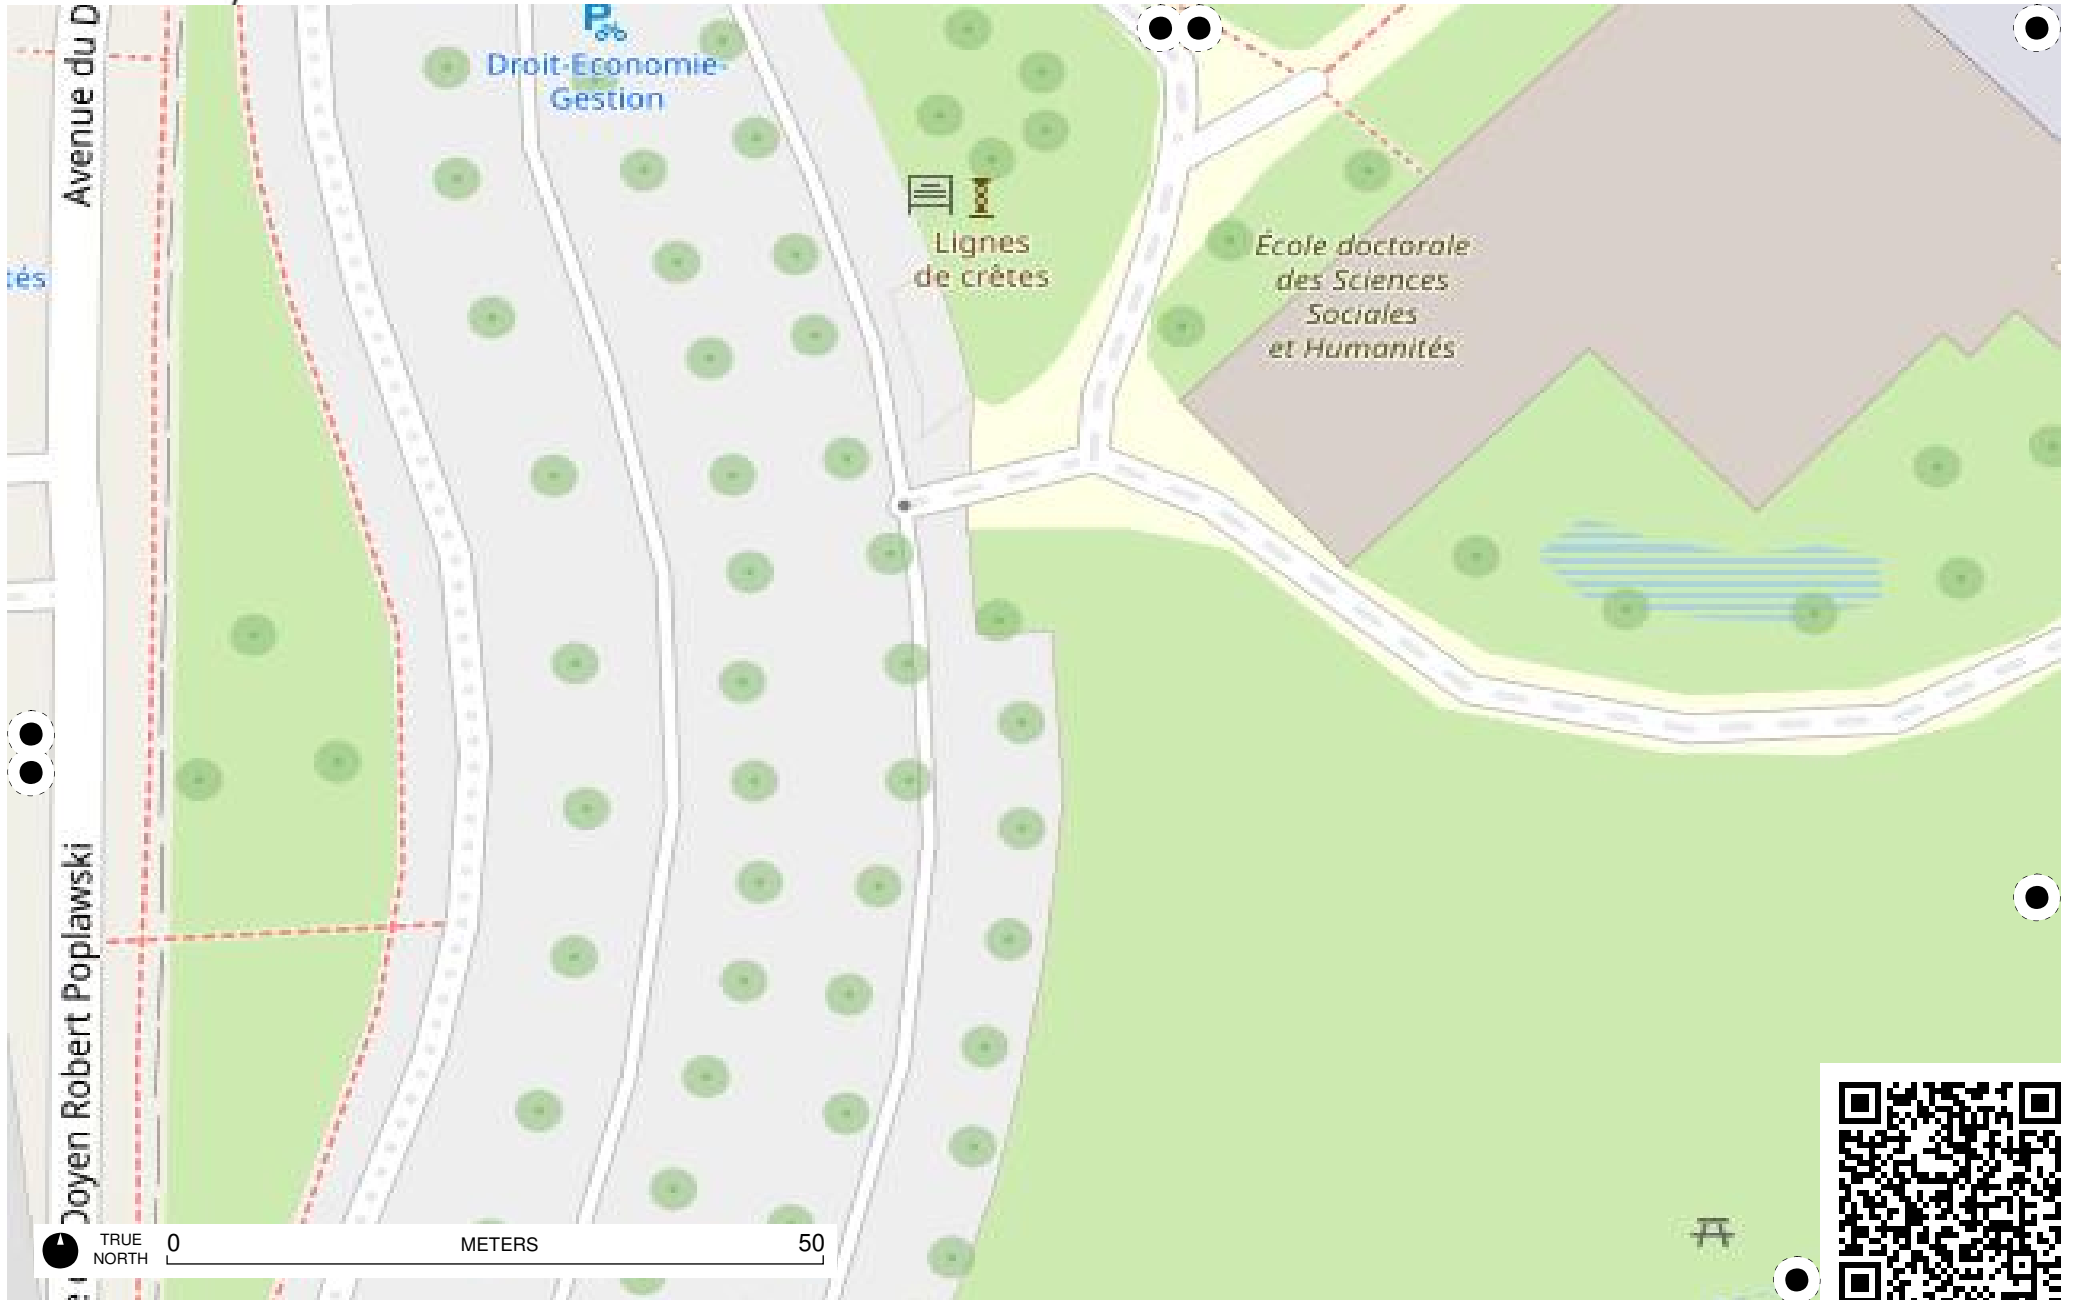 Avenue du D
P
Droit-Economie-
Gestion
Lignes
de crêtes
École doctorale
des Sciences
Sociales
et Humanités
tés
Doyen Robert Poplawski
e
TRUE
NORTH
0
METERS
50